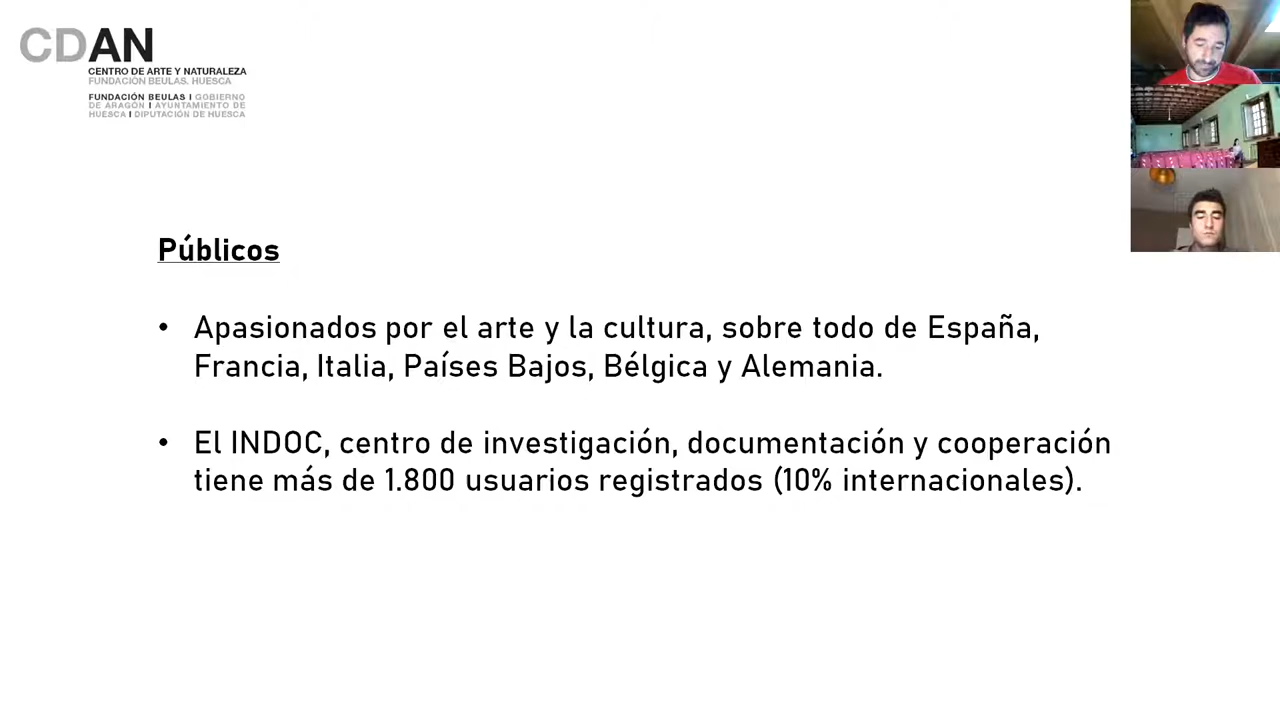 CDAN
CENTRO DE ARTE Y NATURALEZA
FUNDACIÓN BEULAS. HUESCA
FUNDACIÓN BEULAS I GOBIERNO
DE ARAGÓN I AYUNTAMIENTO DE
HUESCA I DIPUTACIÓN DE HUESCA
Públicos
• Apasionados por el arte y la cultura, sobre todo de España,
Francia, Italia, Países Bajos, Bélgica y Alemania.
• El INDOC, centro de investigación, documentación y cooperación
tiene más de 1.800 usuarios registrados (10% internacionales).